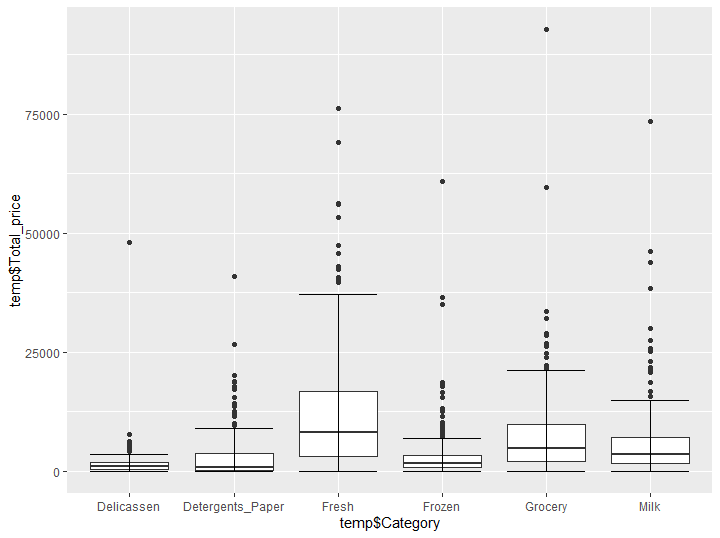 75000
50000
25000
0
temp$Total_price
Delicassen Detergents_Paper Fresh Frozen Grocery Milk
temp$Category